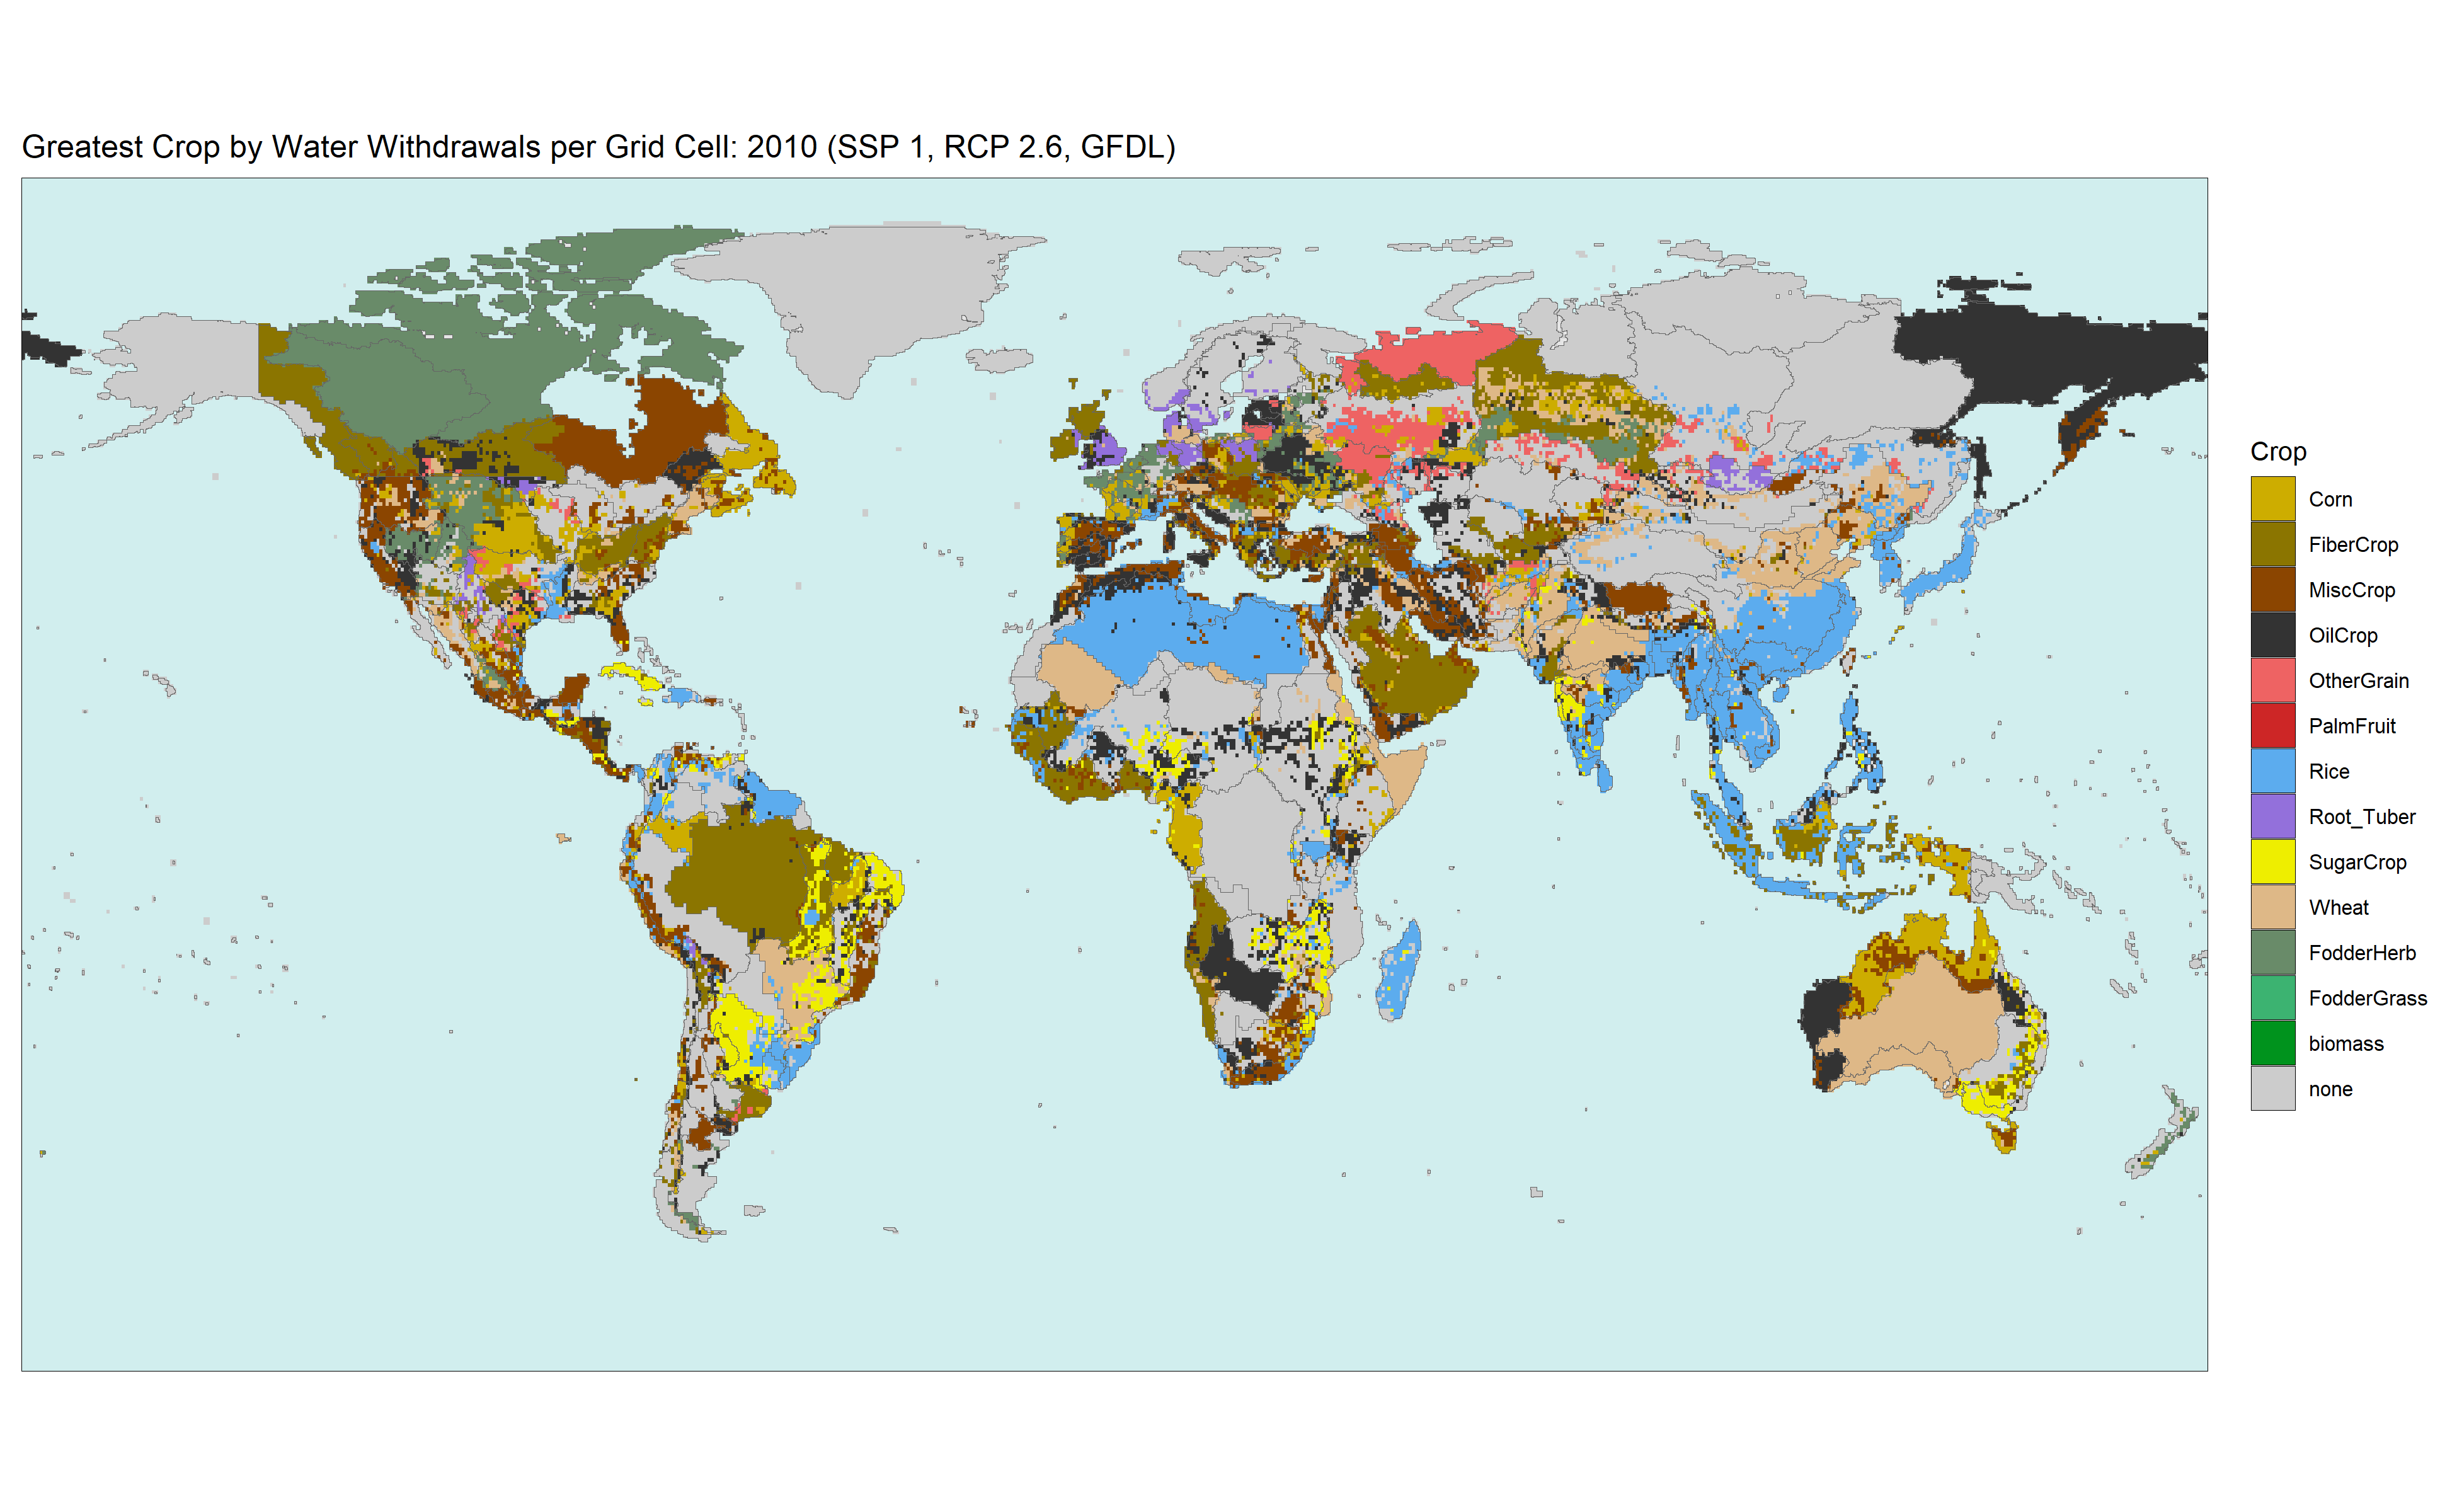 Greatest Crop by Water Withdrawals per Grid Cell: 2010 (SSP 1, RCP 2.6, GFDL)
Crop
Corn
FiberCrop
MiscCrop
OilCrop
OtherGrain
PalmFruit
Rice
Root_Tuber
SugarCrop
Wheat
FodderHerb
FodderGrass
biomass
none